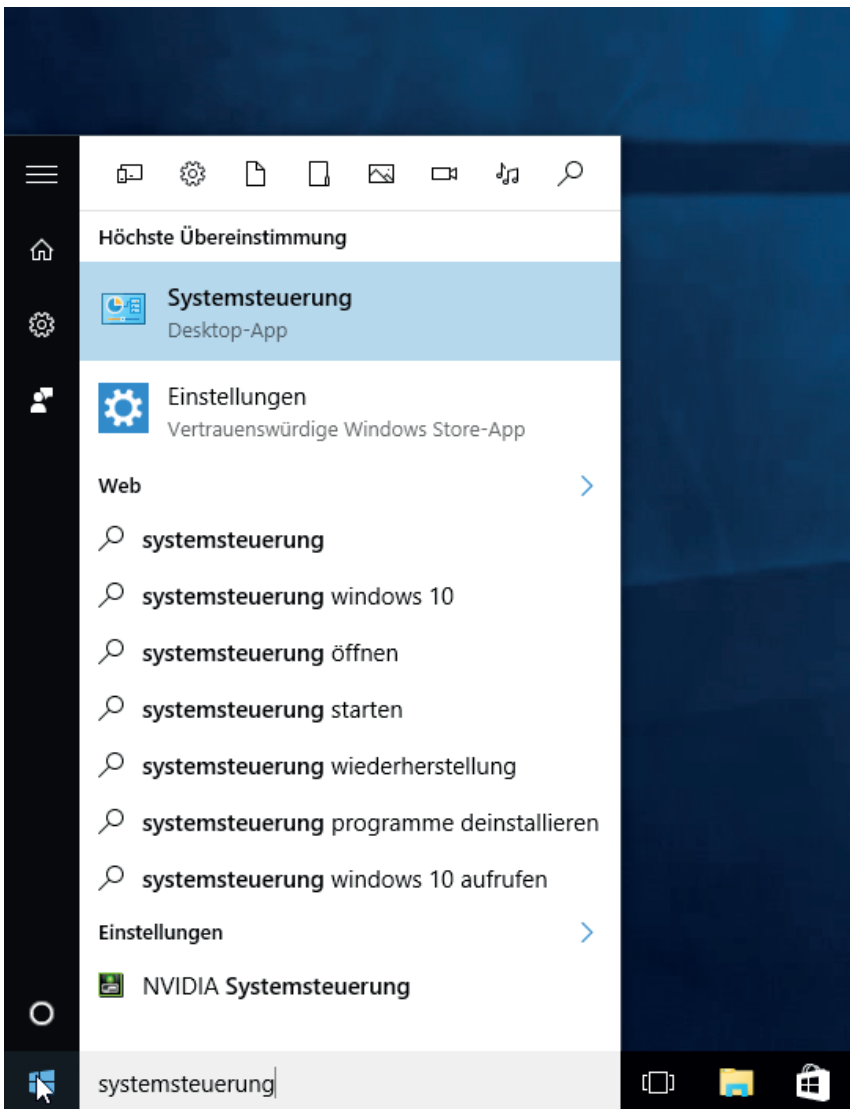 Höchste Übereinstimmung
Systemsteuerung
Desktop-App
Einstellungen
Vertrauenswürdige Windows Store-App
Web
systemsteuerung
systemsteuerung windows 10
systemsteuerung öffnen
systemsteuerung starten
systemsteuerung wiederherstellung
systemsteuerung programme deinstallieren
systemsteuerung windows 10 aufrufen
Einstellungen
NVIDIA Systemsteuerung
systemsteuerung